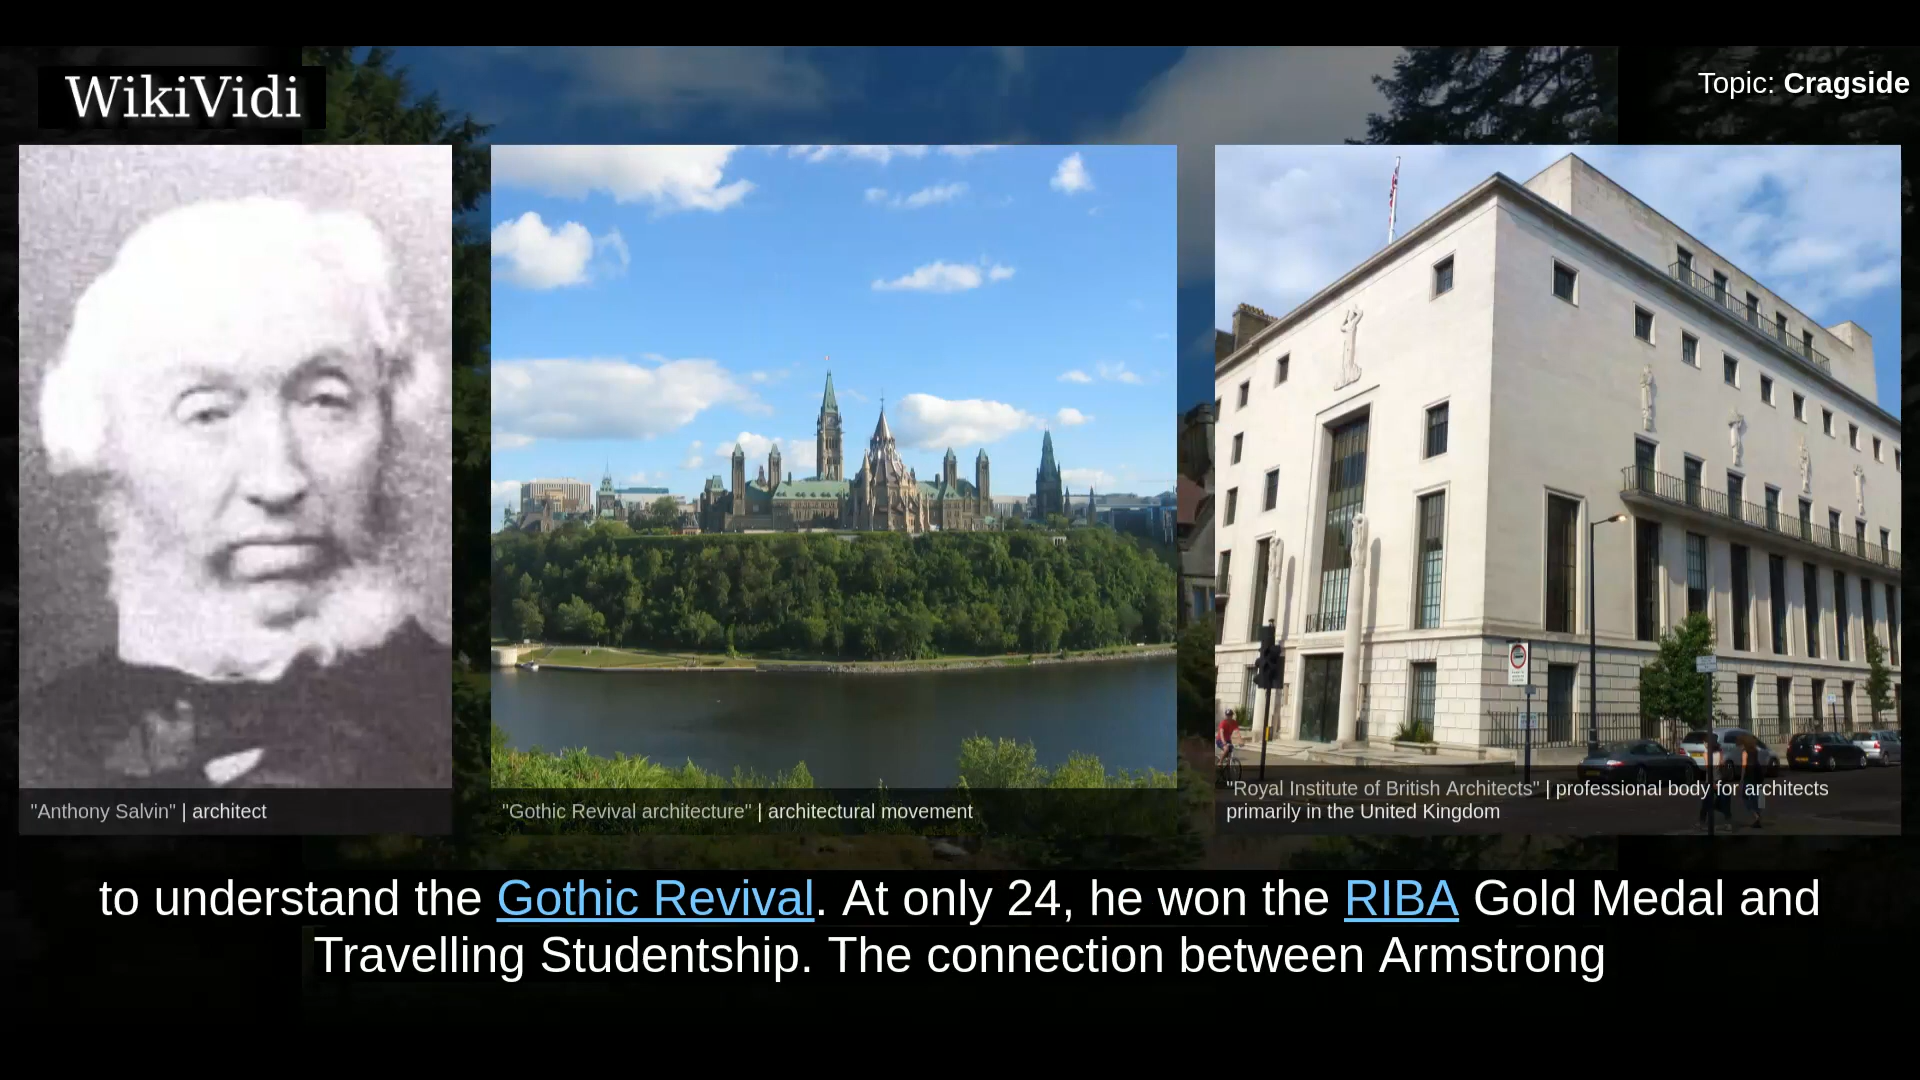 WikiVidi
Topic: Cragside
"Anthony Salvin" | architect
"Gothic Revival architecture" | architectural movement
"Royal Institute of British Architects" | professional body for architects
primarily in the United Kingdom
to understand the Gothic Revival. At only 24, he won the RIBA Gold Medal and
Travelling Studentship. The connection between Armstrong